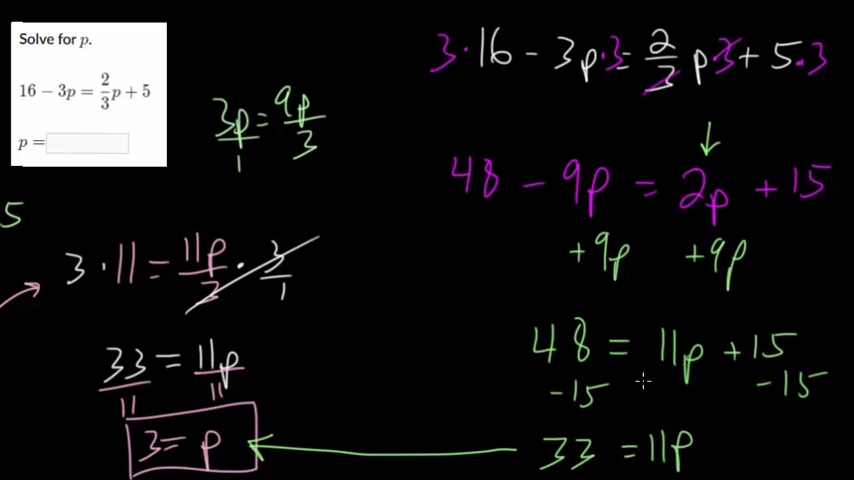 Solve for p.
16 − 3p = 2/3 p + 5
p =
3p/1 = 9p/3
5
3 · 11 = 11p/3 · 3/1
33/11 = 11p/11
3 = p
3·16 − 3p·3 = 2/3 p·3 + 5·3
48 − 9p = 2p + 15
+9p +9p
48 = 11p + 15
−15 −15
33 = 11p